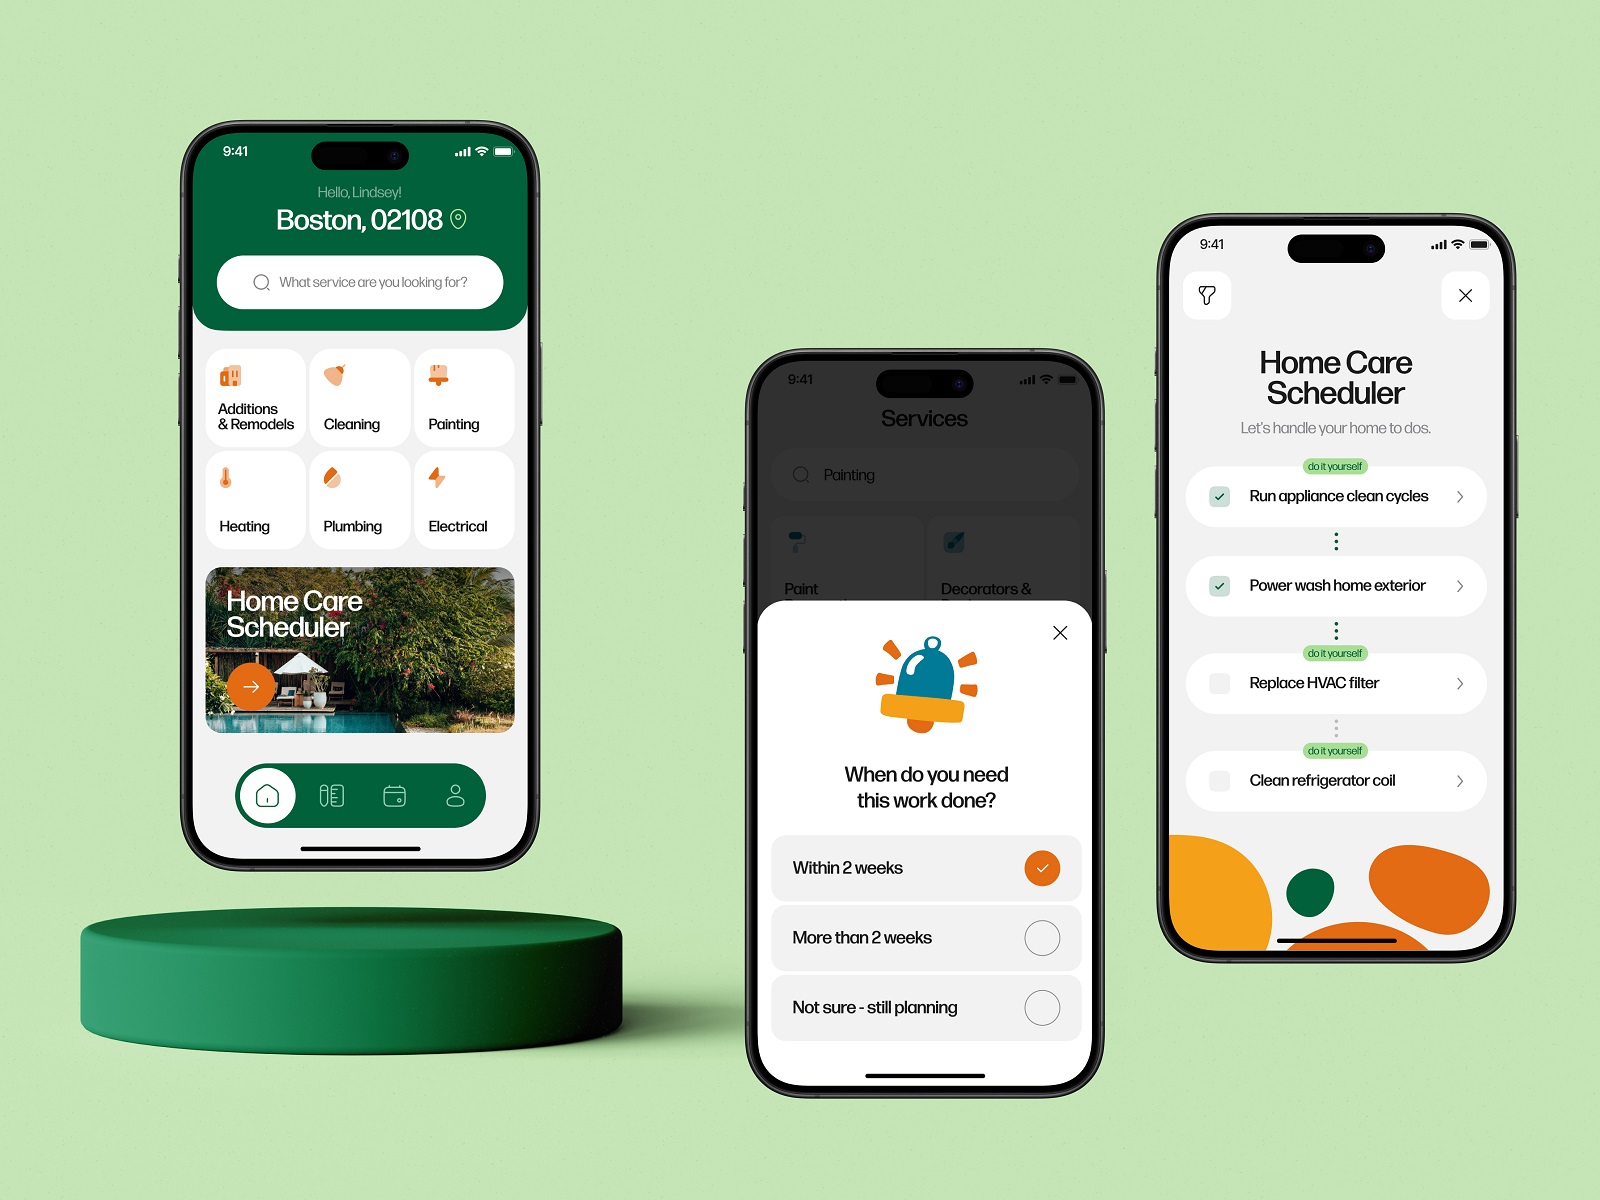 9:41
Hello, Lindsey!
Boston, 02108
What service are you looking for?
Additions
& Remodels
Cleaning
Painting
Heating
Plumbing
Electrical
Home Care
Scheduler
9:41
Services
Painting
Paint
Decorators &
When do you need
this work done?
Within 2 weeks
More than 2 weeks
Not sure - still planning
9:41
Home Care
Scheduler
Let's handle your home to dos.
do it yourself
Run appliance clean cycles
Power wash home exterior
do it yourself
Replace HVAC filter
do it yourself
Clean refrigerator coil